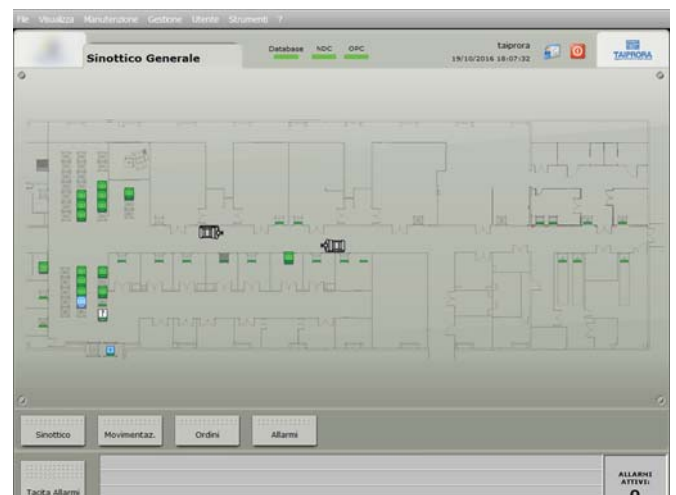 File Visualizza Manutenzione Gestione Utente Strumenti ?
Sinottico Generale
Database NDC OPC
taiprora
19/10/2016 18:07:32
TAIPRORA
?
Sinottico Movimentaz. Ordini Allarmi
Tacita Allarmi
ALLARMI
ATTIVI:
0